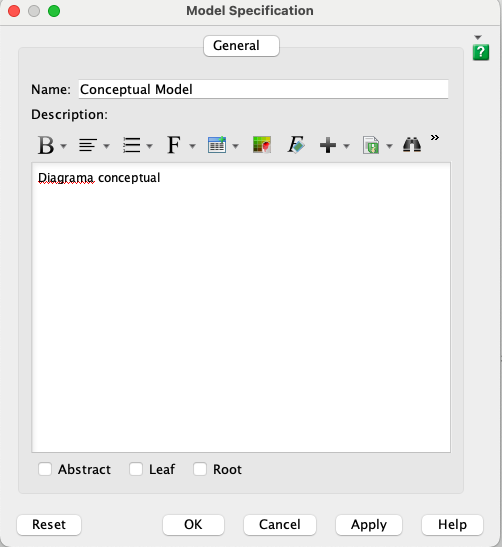 Model Specification
General
?
Name: Conceptual Model
Description:
B F F »
Diagrama conceptual
Abstract Leaf Root
Reset OK Cancel Apply Help